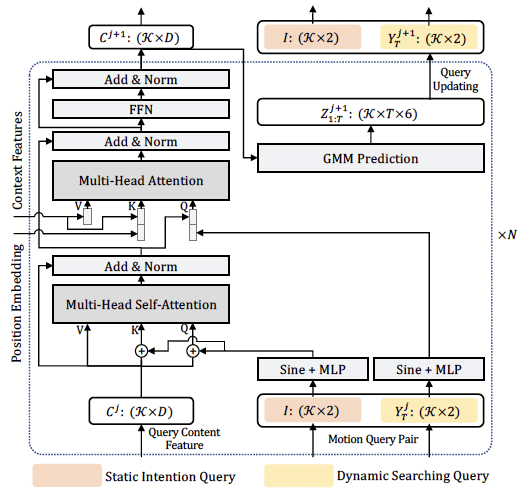 C^{j+1}: (𝒦×D)
I: (𝒦×2)
Y_T^{j+1}: (𝒦×2)
Add & Norm
FFN
Add & Norm
Multi-Head Attention
V
K
Q
Context Features
Position Embedding
Query
Updating
Z_{1:T}^{j+1}: (𝒦×T×6)
GMM Prediction
×N
Add & Norm
Multi-Head Self-Attention
V
K
Q
+
+
Sine + MLP
Sine + MLP
C^j: (𝒦×D)
I: (𝒦×2)
Y_T^j: (𝒦×2)
Query Content
Feature
Motion Query Pair
Static Intention Query
Dynamic Searching Query